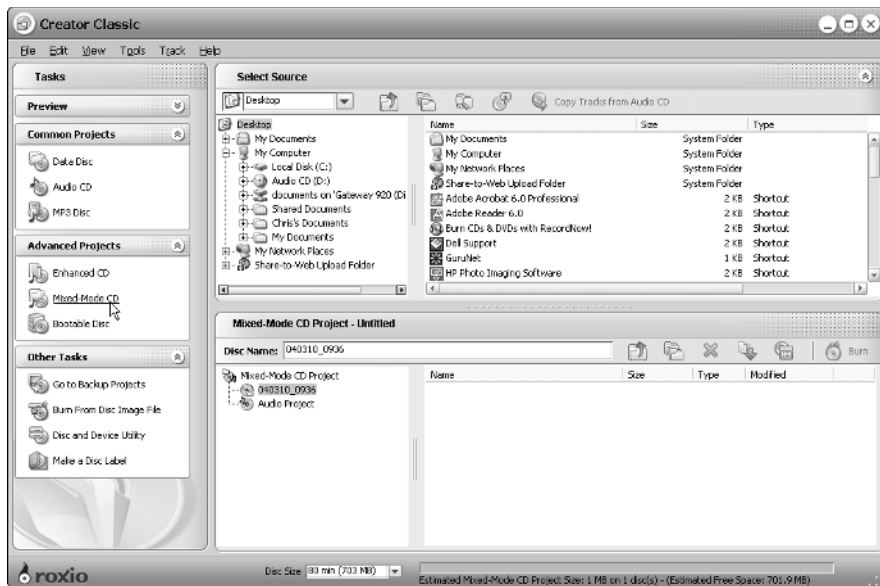 Creator Classic
File Edit View Tools Track Help
Tasks
Preview
Common Projects
Data Disc
Audio CD
MP3 Disc
Advanced Projects
Enhanced CD
Mixed-Mode CD
Bootable Disc
Other Tasks
Go to Backup Projects
Burn From Disc Image File
Disc and Device Utility
Make a Disc Label
roxio
Select Source
Desktop Copy Tracks from Audio CD
Desktop
My Documents
My Computer
Local Disk (C:)
Audio CD (D:)
documents on 'Gateway 920 (Di
Shared Documents
Chris's Documents
My Documents
My Network Places
Share-to-Web Upload Folder
Name Size Type
My Documents System Folder
My Computer System Folder
My Network Places System Folder
Share-to-Web Upload Folder System Folder
Adobe Acrobat 6.0 Professional 2 KB Shortcut
Adobe Reader 6.0 2 KB Shortcut
Burn CDs & DVDs with RecordNow! 2 KB Shortcut
Dell Support 2 KB Shortcut
GuruNet 1 KB Shortcut
HP Photo Imaging Software 2 KB Shortcut
Mixed-Mode CD Project - Untitled
Disc Name: 040310_0936 Burn
Mixed-Mode CD Project
040310_0936
Audio Project
Name Size Type Modified
Disc Size 80 min (703 MB)
Estimated Mixed-Mode CD Project Size: 1 MB on 1 disc(s) - (Estimated Free Space: 701.9 MB)